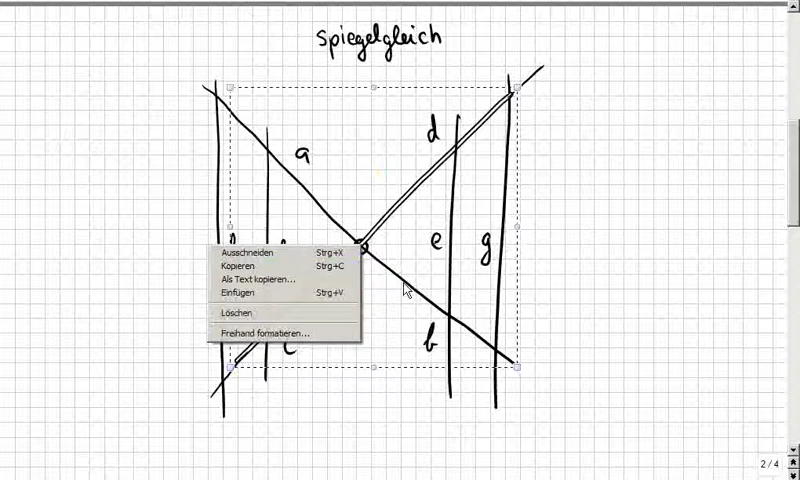 spiegelgleich
d
a
e
g
Ausschneiden Strg+X
Kopieren Strg+C
Als Text kopieren...
Einfügen Strg+V
Löschen
Freihand formatieren...
b
c
2 / 4